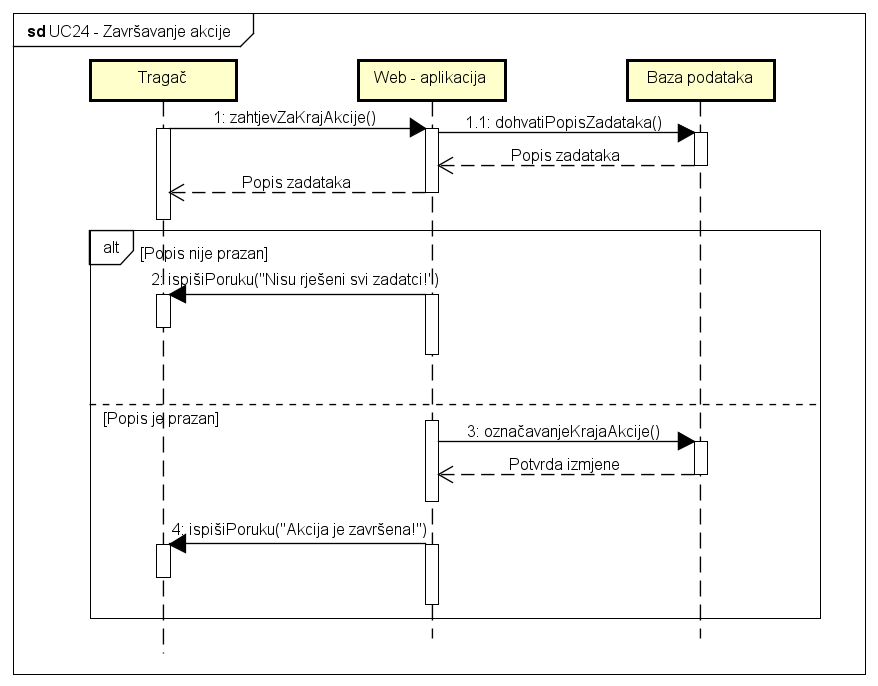 sd UC24 - Završavanje akcije
Tragač
Web - aplikacija
Baza podataka
1: zahtjevZaKrajAkcije()
1.1: dohvatiPopisZadataka()
Popis zadataka
Popis zadataka
alt
[Popis nije prazan]
2: ispišiPoruku("Nisu rješeni svi zadatci!")
[Popis je prazan]
3: označavanjeKrajaAkcije()
Potvrda izmjene
4: ispišiPoruku("Akcija je završena!")